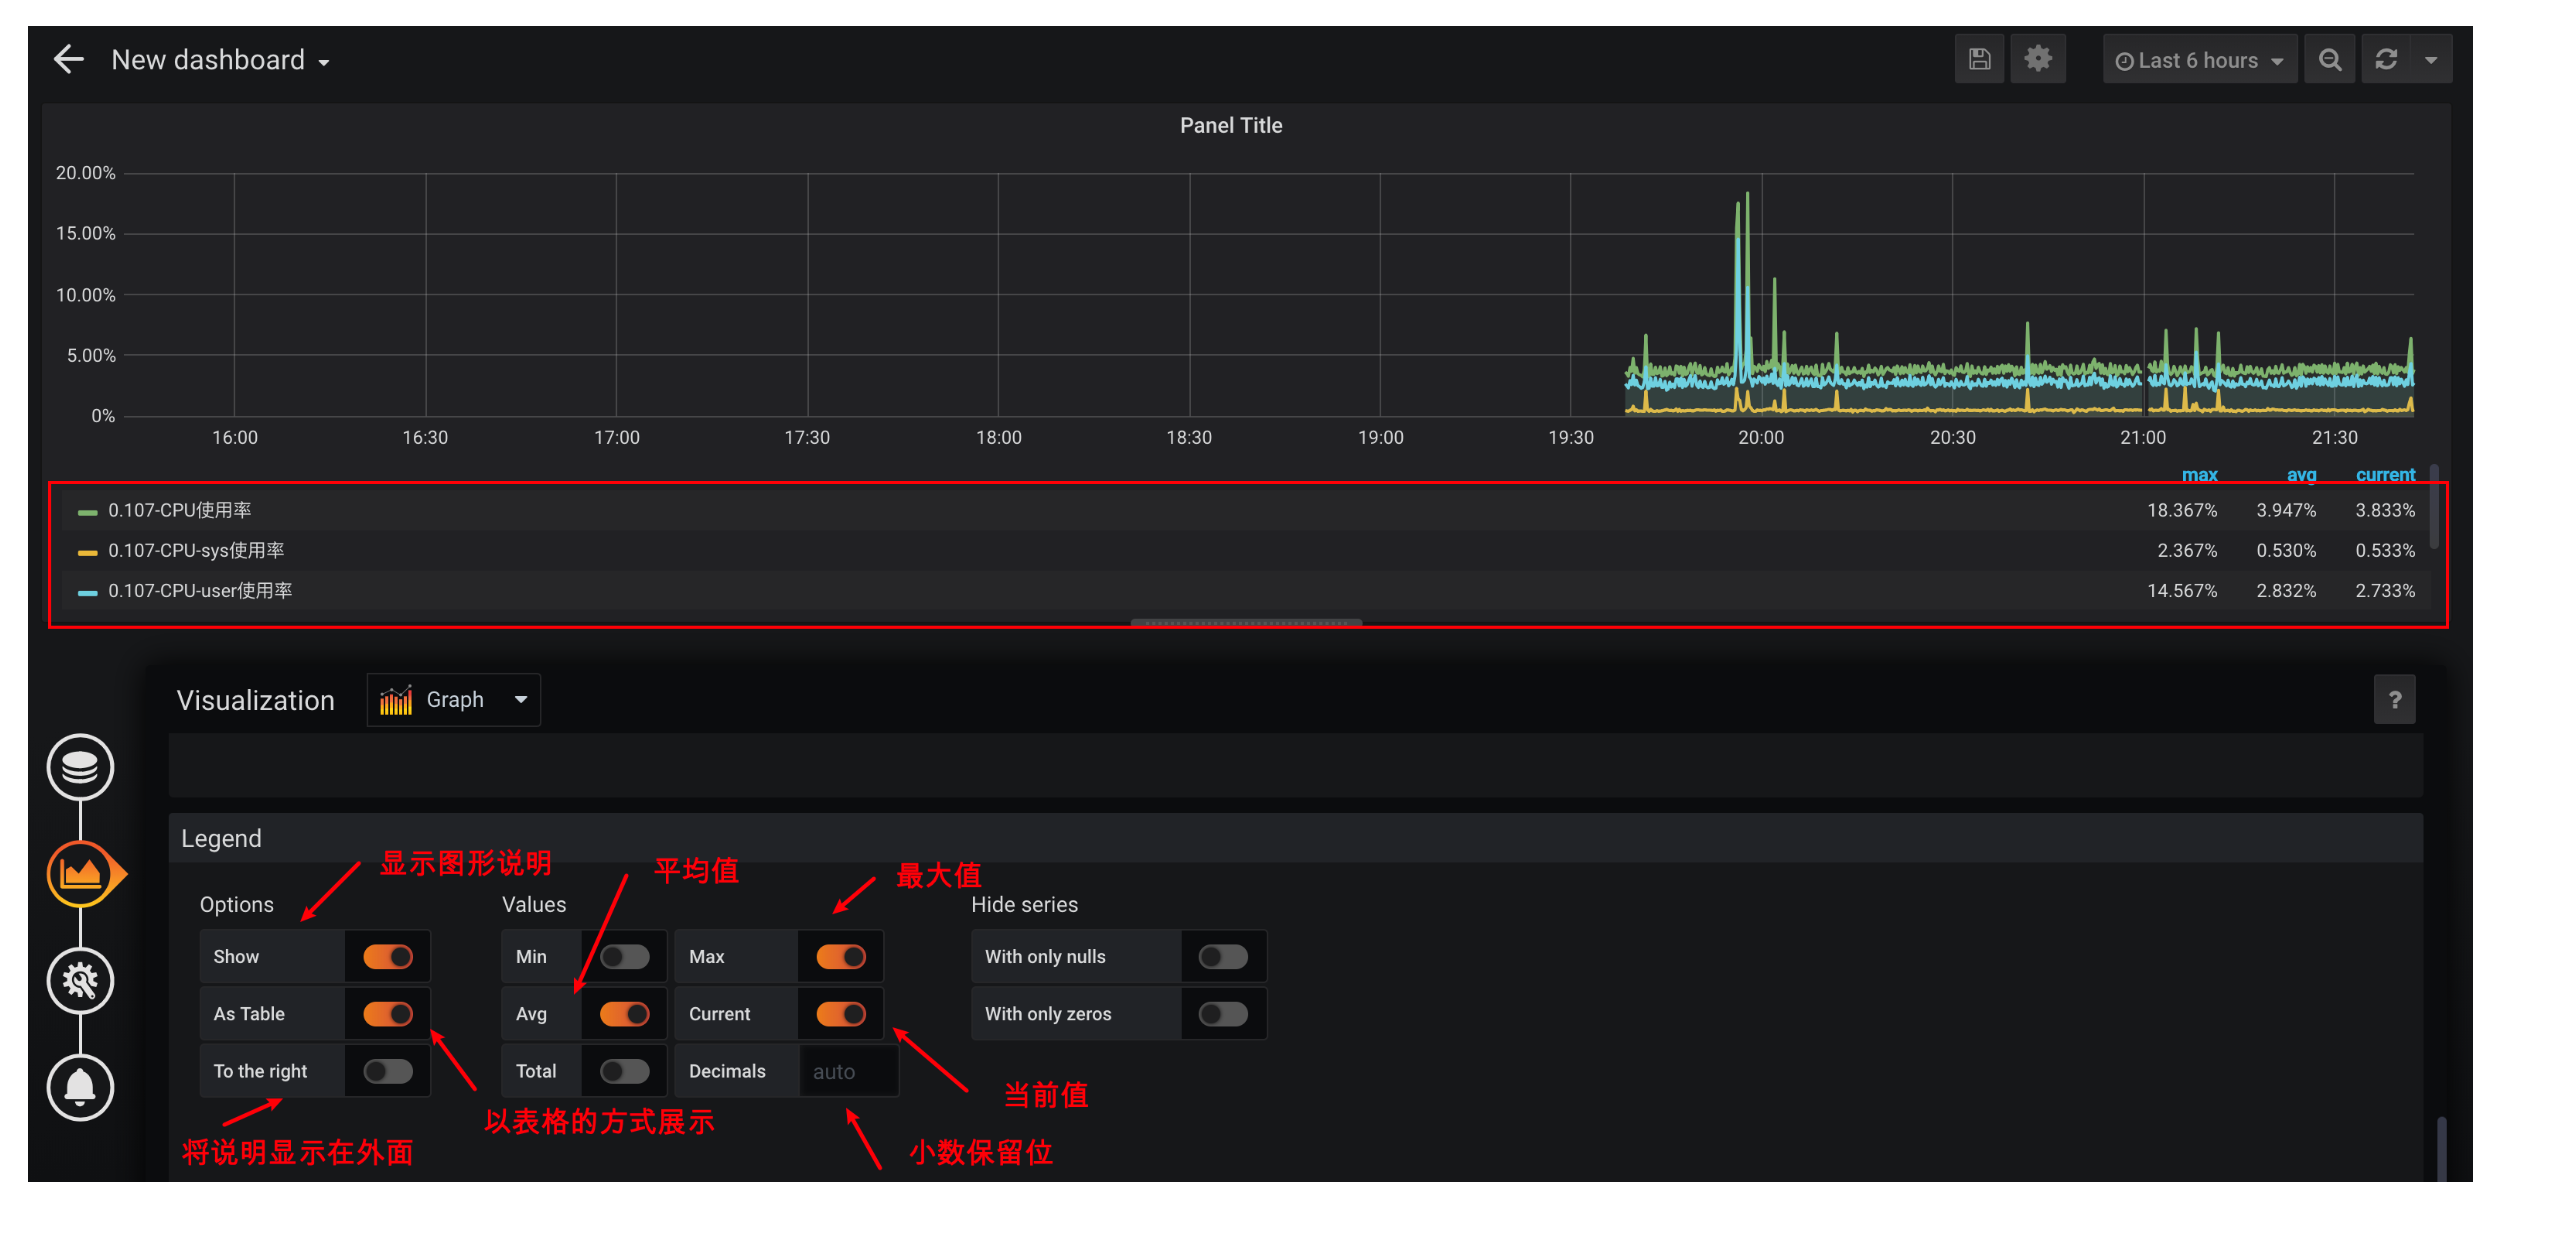 New dashboard
Last 6 hours
Panel Title
20.00%
15.00%
10.00%
5.00%
0%
16:00 16:30 17:00 17:30 18:00 18:30 19:00 19:30 20:00 20:30 21:00 21:30
max avg current
0.107-CPU使用率 18.367% 3.947% 3.833%
0.107-CPU-sys使用率 2.367% 0.530% 0.533%
0.107-CPU-user使用率 14.567% 2.832% 2.733%
Visualization Graph ?
Legend
显示图形说明 平均值 最大值
Options Values Hide series
Show Min Max With only nulls
As Table Avg Current With only zeros
To the right Total Decimals auto
当前值
以表格的方式展示
将说明显示在外面 小数保留位